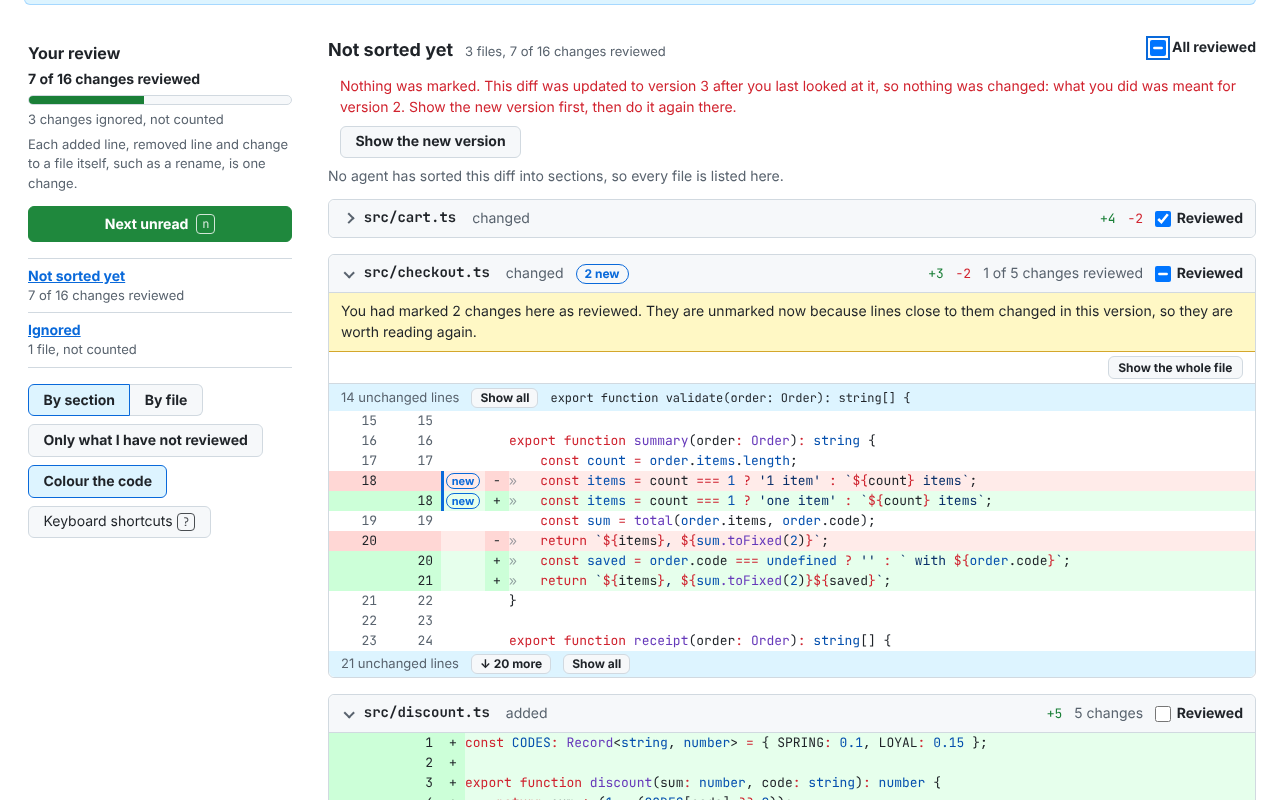 Your review
7 of 16 changes reviewed
3 changes ignored, not counted
Each added line, removed line and change
to a file itself, such as a rename, is one
change.
Next unread n
Not sorted yet
7 of 16 changes reviewed
Ignored
1 file, not counted
By section By file
Only what I have not reviewed
Colour the code
Keyboard shortcuts ?
Not sorted yet 3 files, 7 of 16 changes reviewed All reviewed
Nothing was marked. This diff was updated to version 3 after you last looked at it, so nothing was changed: what you did was meant for
version 2. Show the new version first, then do it again there.
Show the new version
No agent has sorted this diff into sections, so every file is listed here.
src/cart.ts changed +4 -2 Reviewed
src/checkout.ts changed 2 new +3 -2 1 of 5 changes reviewed Reviewed
You had marked 2 changes here as reviewed. They are unmarked now because lines close to them changed in this version, so they are
worth reading again.
Show the whole file
14 unchanged lines Show all export function validate(order: Order): string[] {
15 15
16 16 export function summary(order: Order): string {
17 17 const count = order.items.length;
18 new - » const items = count === 1 ? '1 item' : `${count} items`;
18 new + » const items = count === 1 ? 'one item' : `${count} items`;
19 19 const sum = total(order.items, order.code);
20 - » return `${items}, ${sum.toFixed(2)}`;
20 + » const saved = order.code === undefined ? '' : ` with ${order.code}`;
21 + » return `${items}, ${sum.toFixed(2)}${saved}`;
21 22 }
22 23
23 24 export function receipt(order: Order): string[] {
21 unchanged lines ↓ 20 more Show all
src/discount.ts added +5 5 changes Reviewed
1 + const CODES: Record<string, number> = { SPRING: 0.1, LOYAL: 0.15 };
2 +
3 + export function discount(sum: number, code: string): number {